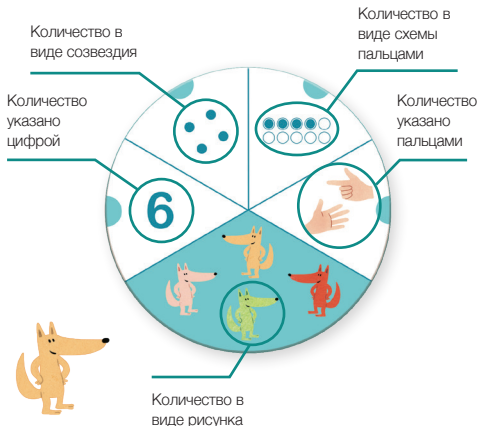 Количество в
виде созвездия
Количество в
виде схемы
пальцами
Количество
указано
цифрой
Количество
указано
пальцами
6
Количество в
виде рисунка